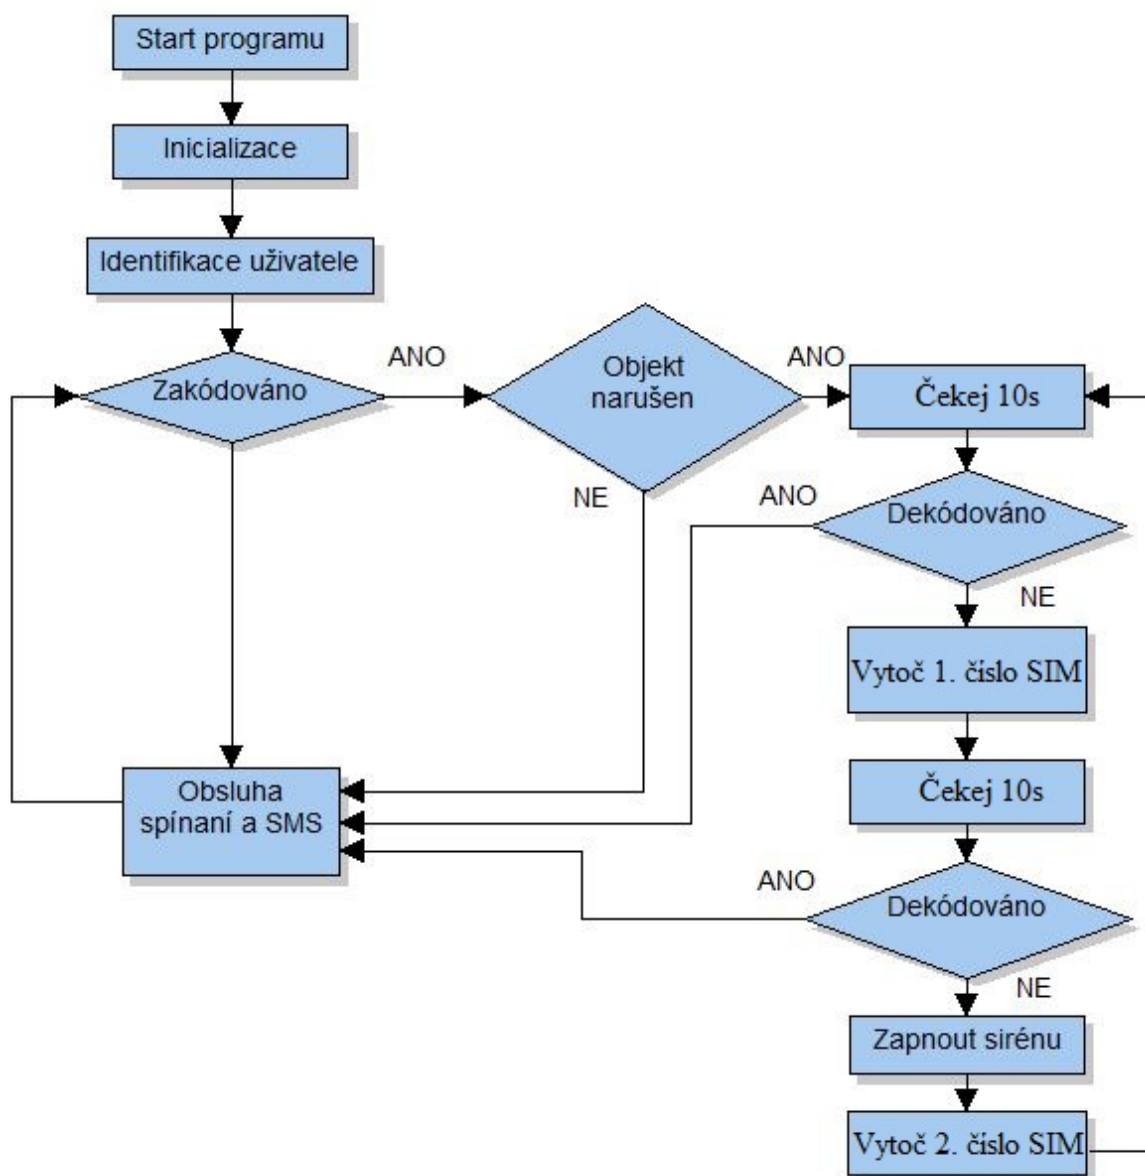 Start programu
Inicializace
Identifikace uživatele
Zakódováno
ANO
Objekt
narušen
ANO
Čekej 10s
NE
ANO
Dekódováno
NE
Vytoč 1. číslo SIM
Čekej 10s
Obsluha
spínaní a SMS
ANO
Dekódováno
NE
Zapnout sirénu
Vytoč 2. číslo SIM